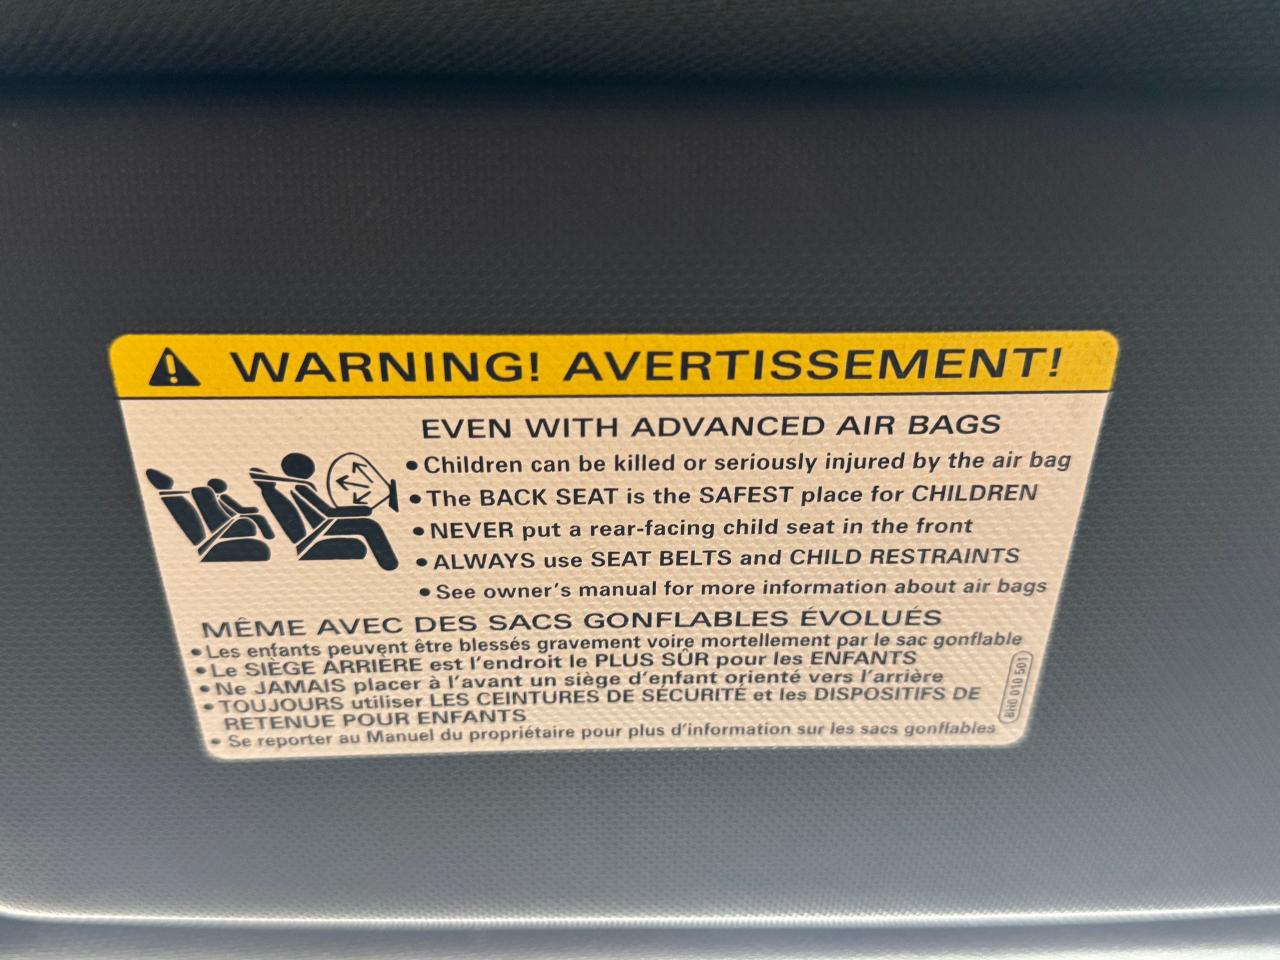 WARNING! AVERTISSEMENT!
EVEN WITH ADVANCED AIR BAGS
• Children can be killed or seriously injured by the air bag
• The BACK SEAT is the SAFEST place for CHILDREN
• NEVER put a rear-facing child seat in the front
• ALWAYS use SEAT BELTS and CHILD RESTRAINTS
• See owner's manual for more information about air bags
MÊME AVEC DES SACS GONFLABLES ÉVOLUÉS
• Les enfants peuvent être blessés gravement voire mortellement par le sac gonflable
• Le SIÈGE ARRIÈRE est l'endroit le PLUS SÛR pour les ENFANTS
• Ne JAMAIS placer à l'avant un siège d'enfant orienté vers l'arrière
• TOUJOURS utiliser LES CEINTURES DE SÉCURITÉ et les DISPOSITIFS DE
RETENUE POUR ENFANTS
• Se reporter au Manuel du propriétaire pour plus d'information sur les sacs gonflables